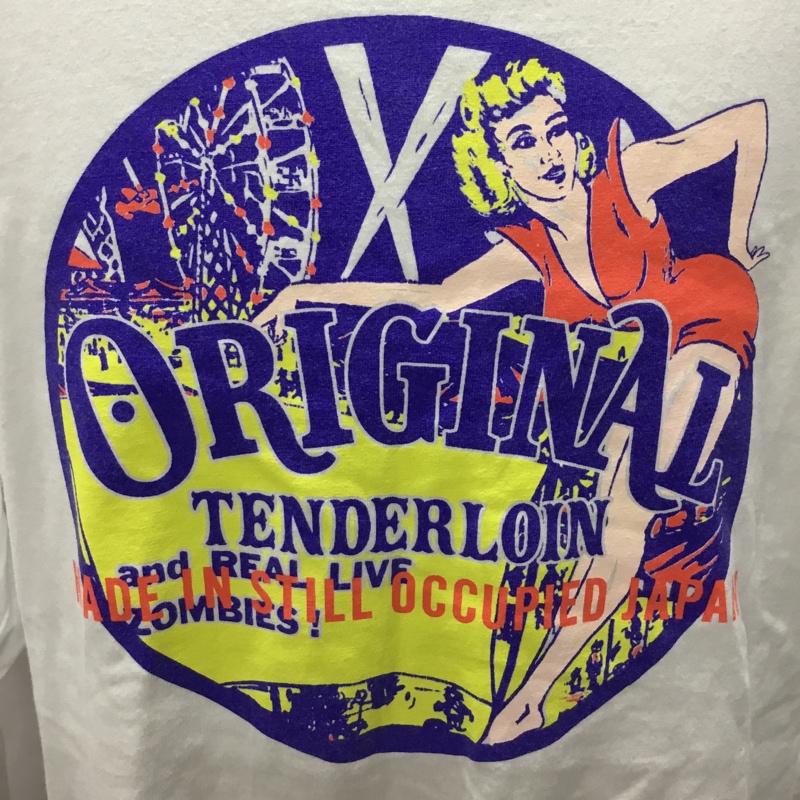 ORIGINAL
TENDERLOIN
and REAL LIVE
MADE IN STILL OCCUPIED JAPAN
ZOMBIES!